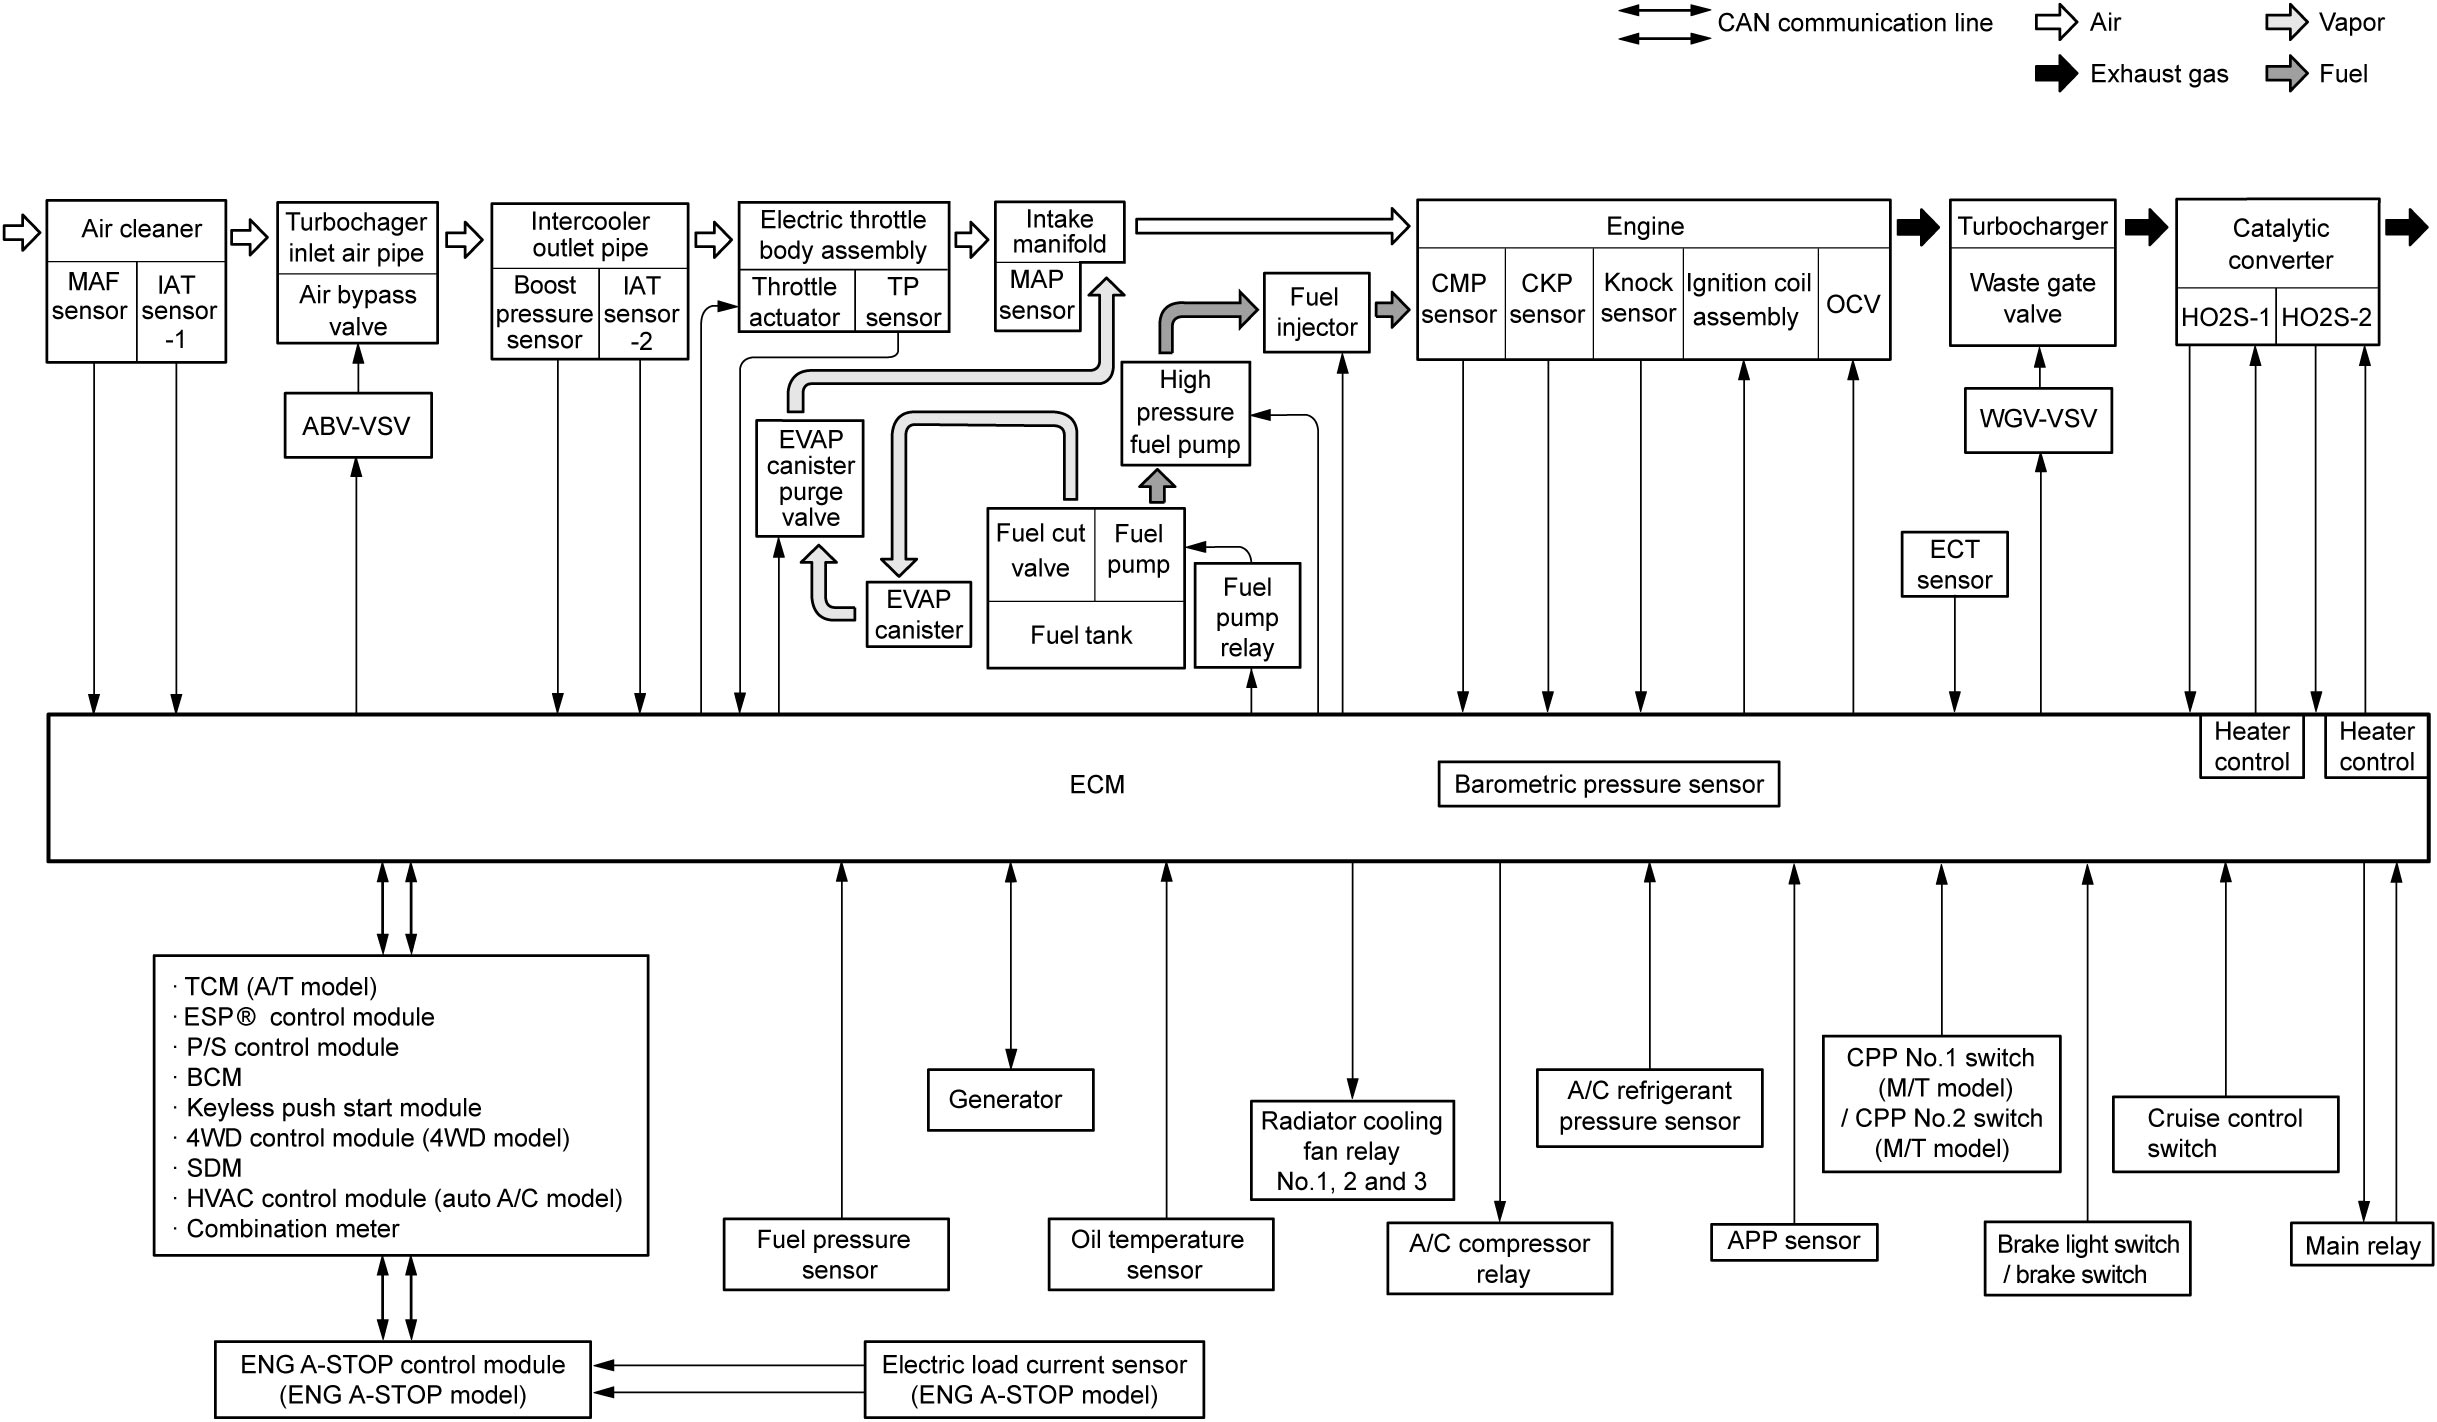 CAN communication line
Air
Vapor
Exhaust gas
Fuel
Air cleaner
MAF
sensor
IAT
sensor
-1
Turbochager
inlet air pipe
Air bypass
valve
ABV-VSV
Intercooler
outlet pipe
Boost
pressure
sensor
IAT
sensor
-2
Electric throttle
body assembly
Throttle
actuator
TP
sensor
Intake
manifold
MAP
sensor
EVAP
canister
purge
valve
EVAP
canister
Fuel cut
valve
Fuel
pump
Fuel tank
High
pressure
fuel pump
Fuel
pump
relay
Fuel
injector
Engine
CMP
sensor
CKP
sensor
Knock
sensor
Ignition coil
assembly
OCV
Turbocharger
Waste gate
valve
WGV-VSV
ECT
sensor
Catalytic
converter
HO2S-1
HO2S-2
ECM
Barometric pressure sensor
Heater
control
Heater
control
· TCM (A/T model)
· ESP® control module
· P/S control module
· BCM
· Keyless push start module
· 4WD control module (4WD model)
· SDM
· HVAC control module (auto A/C model)
· Combination meter
ENG A-STOP control module
(ENG A-STOP model)
Electric load current sensor
(ENG A-STOP model)
Fuel pressure
sensor
Generator
Oil temperature
sensor
Radiator cooling
fan relay
No.1, 2 and 3
A/C compressor
relay
A/C refrigerant
pressure sensor
APP sensor
CPP No.1 switch
(M/T model)
/ CPP No.2 switch
(M/T model)
Brake light switch
/ brake switch
Cruise control
switch
Main relay